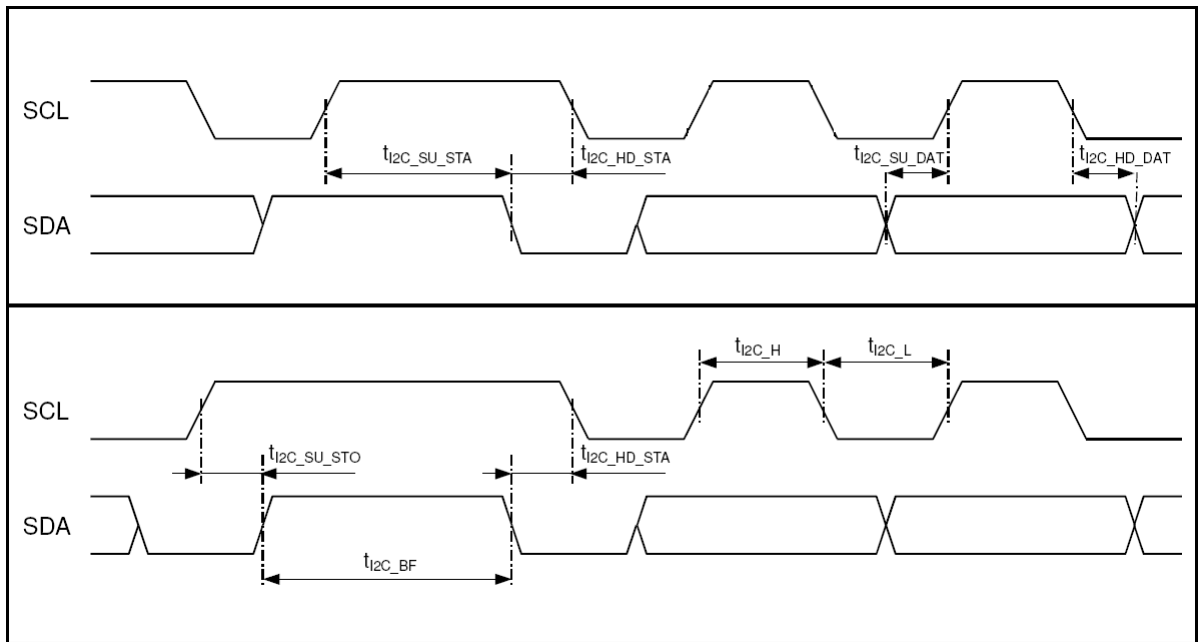 SCL
tI2C_SU_STA
tI2C_HD_STA
tI2C_SU_DAT
tI2C_HD_DAT
SDA
tI2C_H
tI2C_L
SCL
tI2C_SU_STO
tI2C_HD_STA
SDA
tI2C_BF